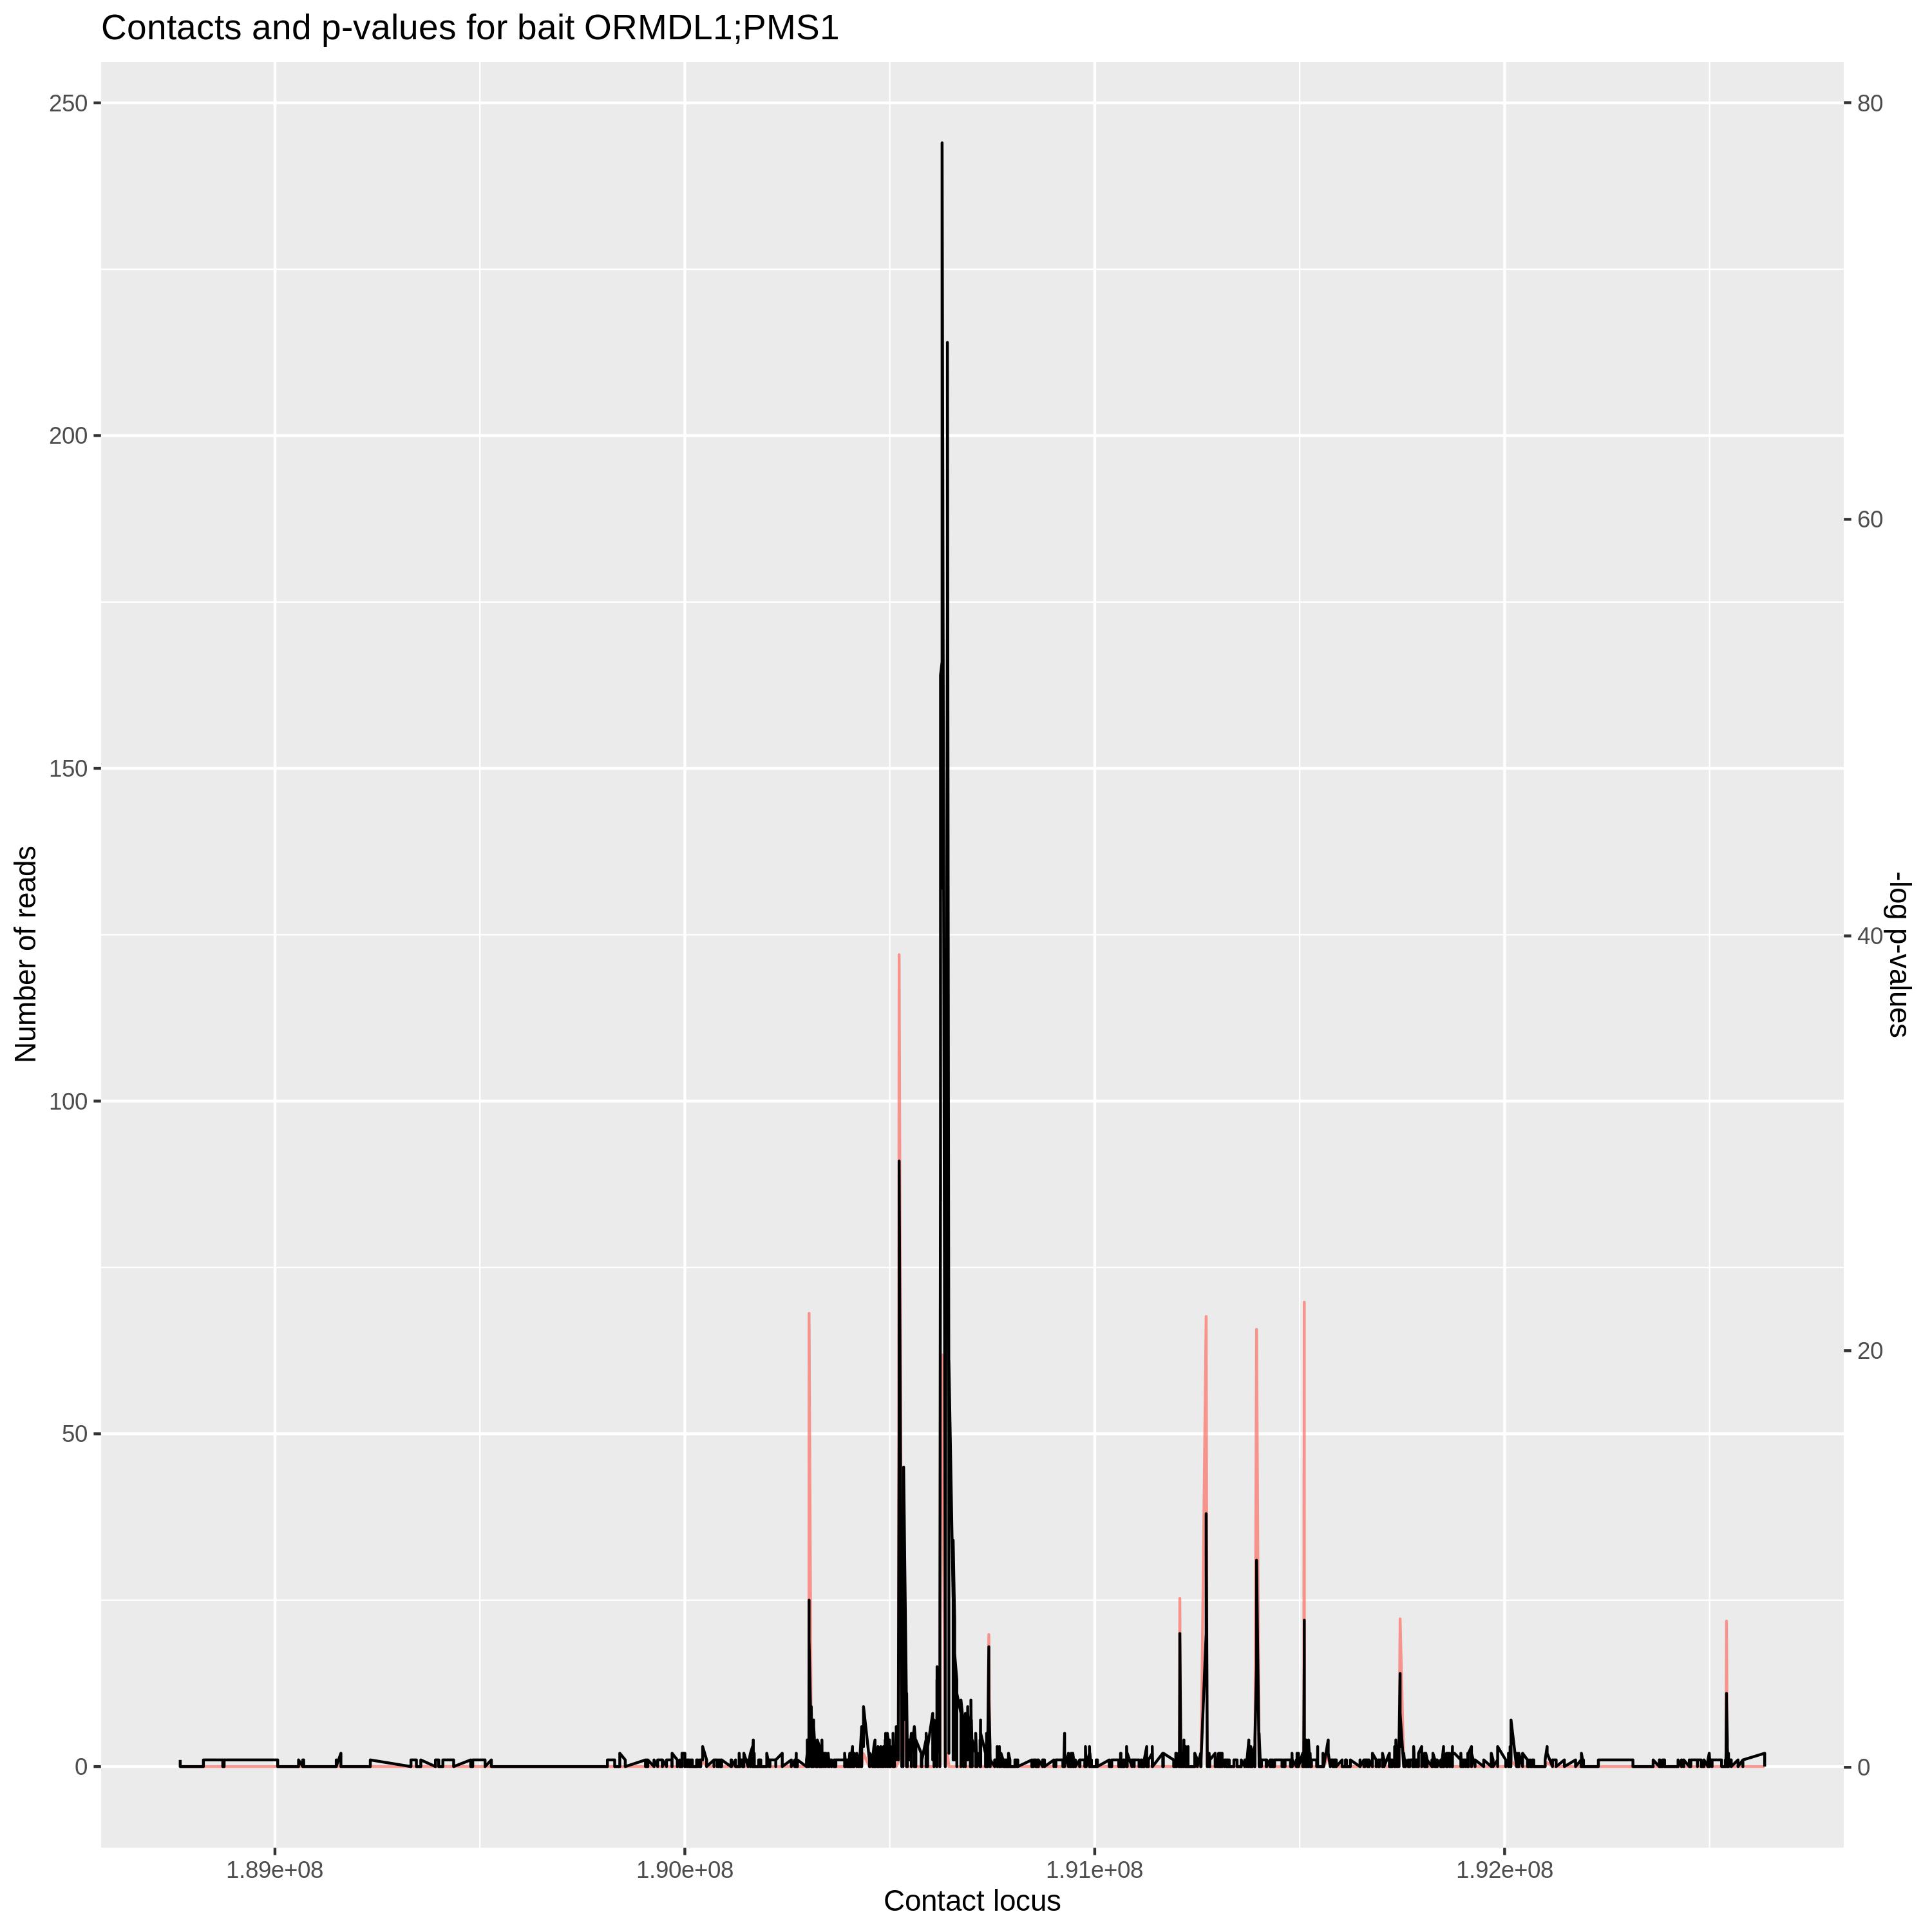 Contacts and p-values for bait ORMDL1;PMS1
250
200
150
100
50
0
Number of reads
80
60
40
20
0
-log p-values
1.89e+08
1.90e+08
1.91e+08
1.92e+08
Contact locus